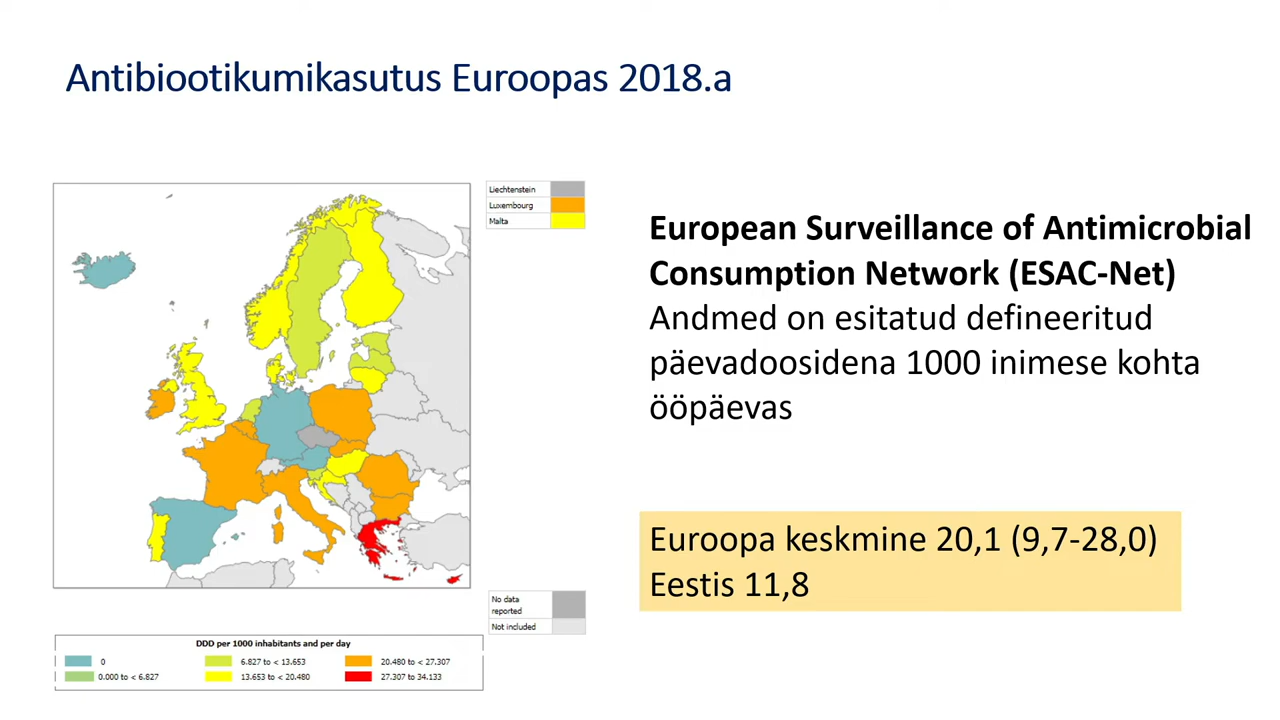 Antibiootikumikasutus Euroopas 2018.a
Liechtenstein
Luxembourg
Malta
European Surveillance of Antimicrobial
Consumption Network (ESAC-Net)
Andmed on esitatud defineeritud
päevadoosidena 1000 inimese kohta
ööpäevas
Euroopa keskmine 20,1 (9,7-28,0)
Eestis 11,8
No data
reported
Not included
DDD per 1000 inhabitants and per day
0 6.827 to < 13.653 20.480 to < 27.307
0.000 to < 6.827 13.653 to < 20.480 27.307 to 34.133